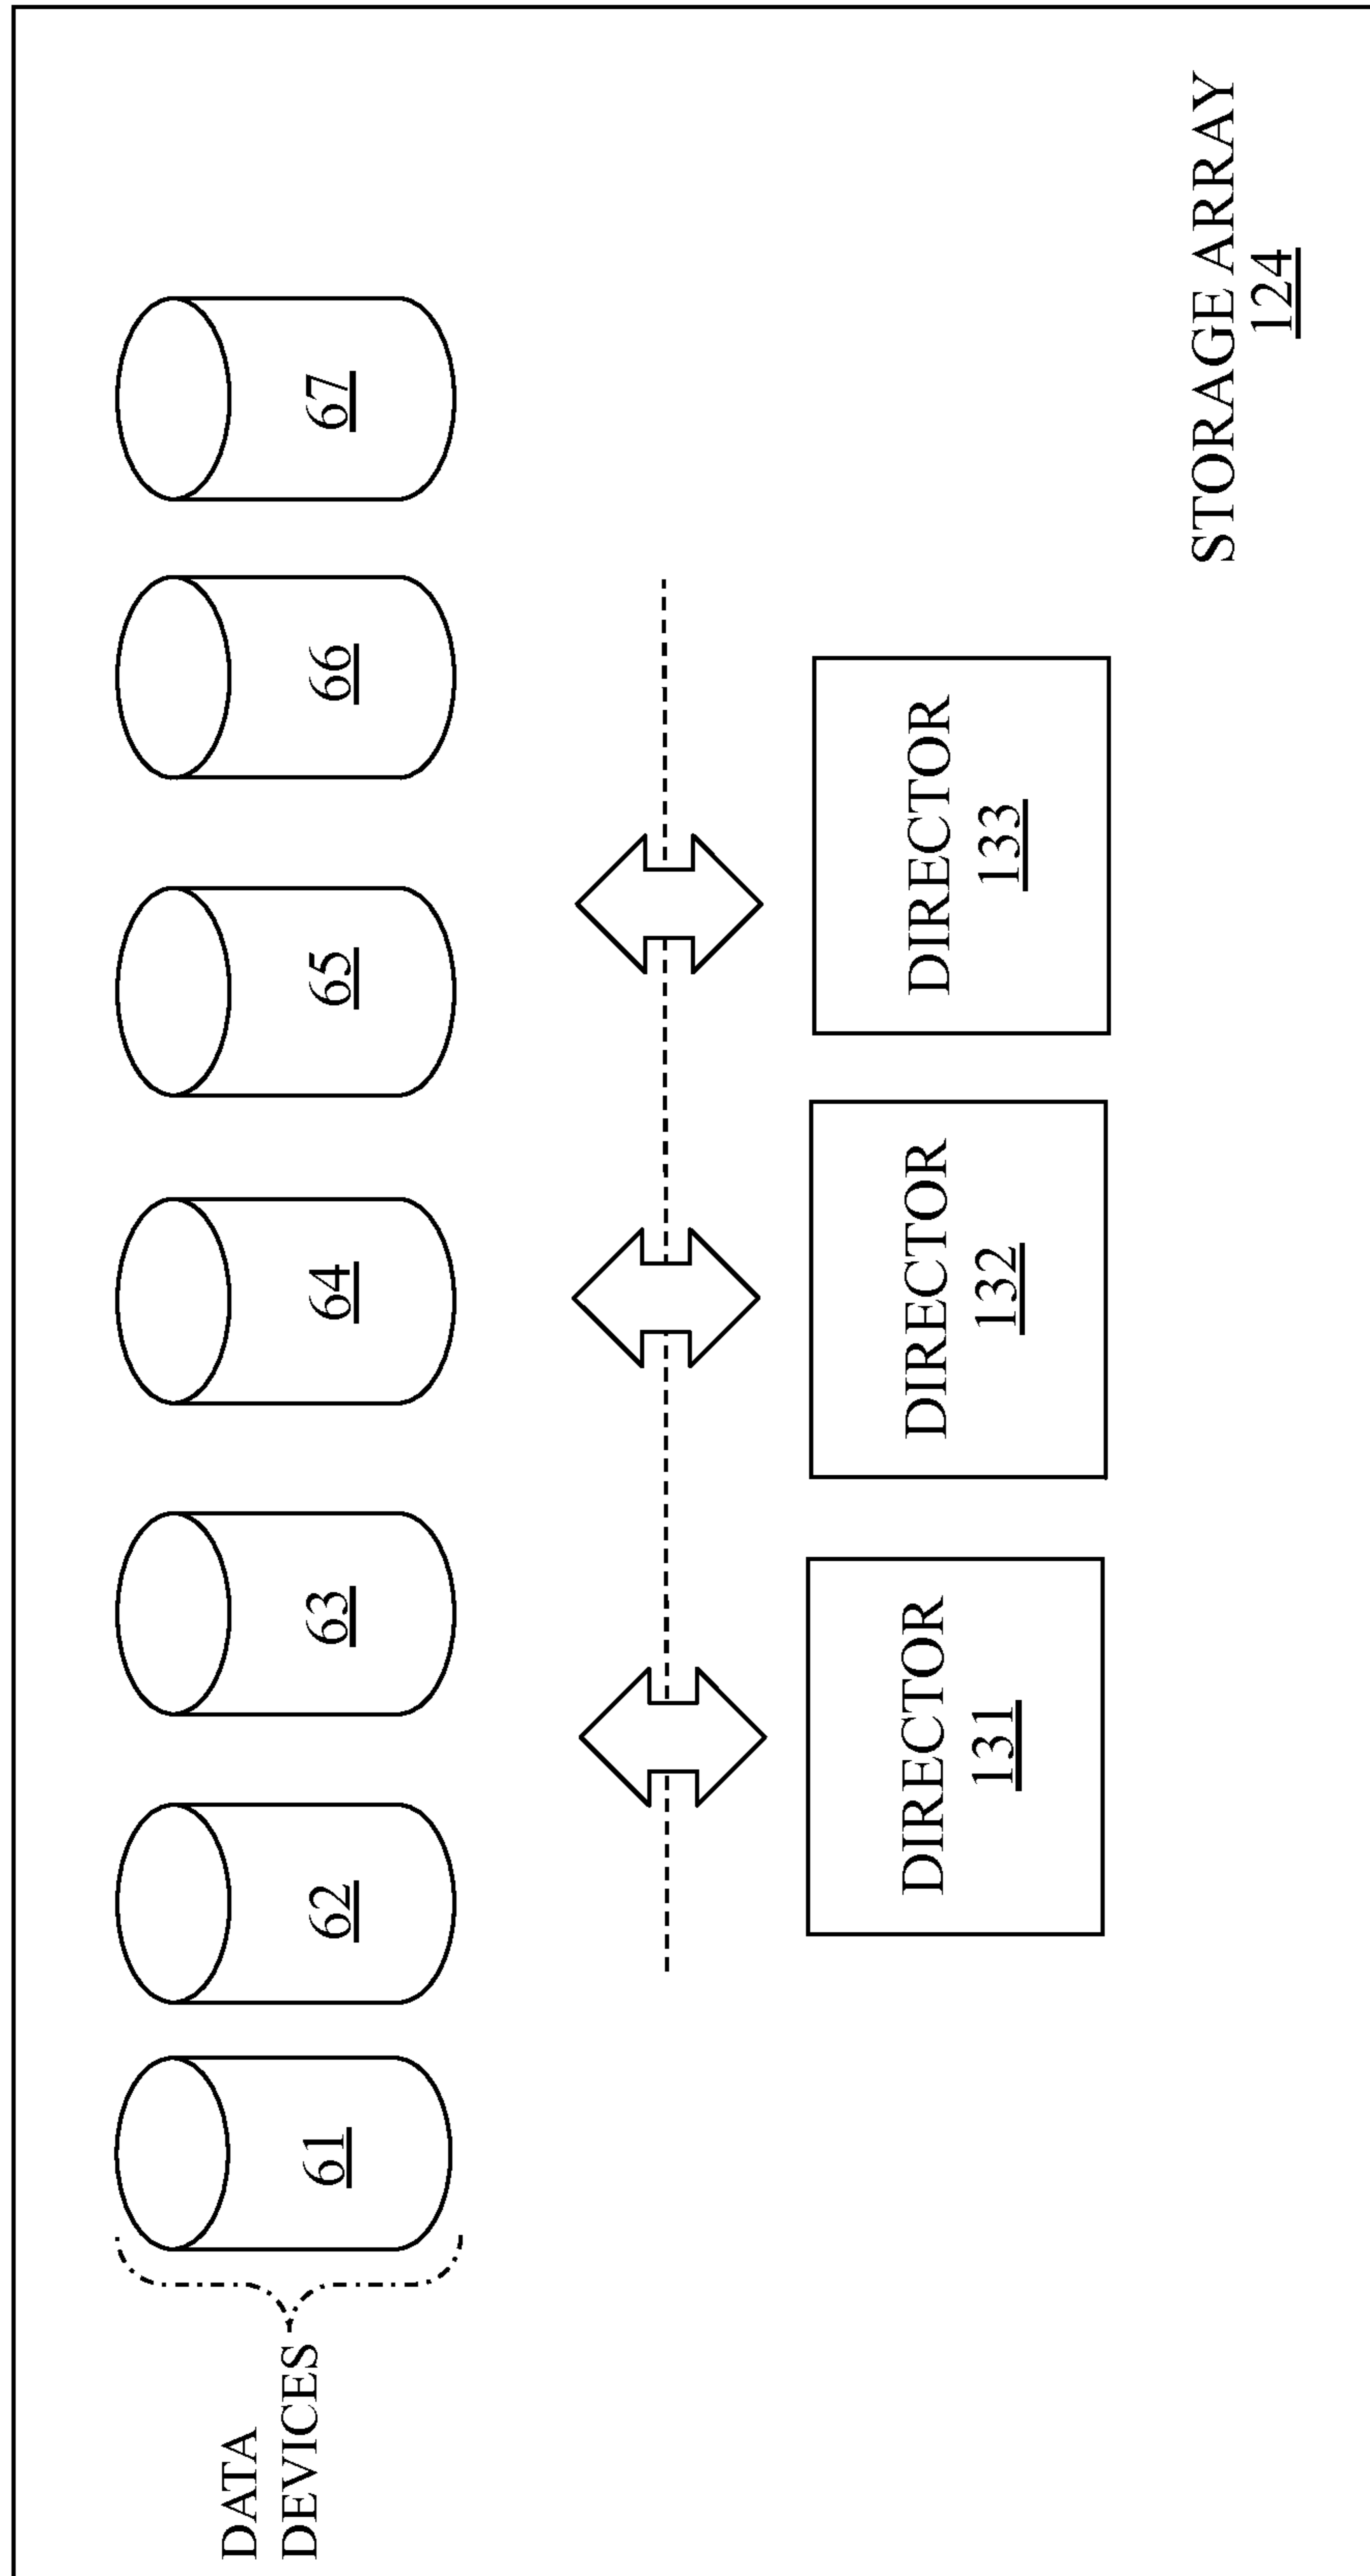 DATA
DEVICES
61
62
63
64
65
66
67
DIRECTOR
131
DIRECTOR
132
DIRECTOR
133
STORAGE ARRAY
124